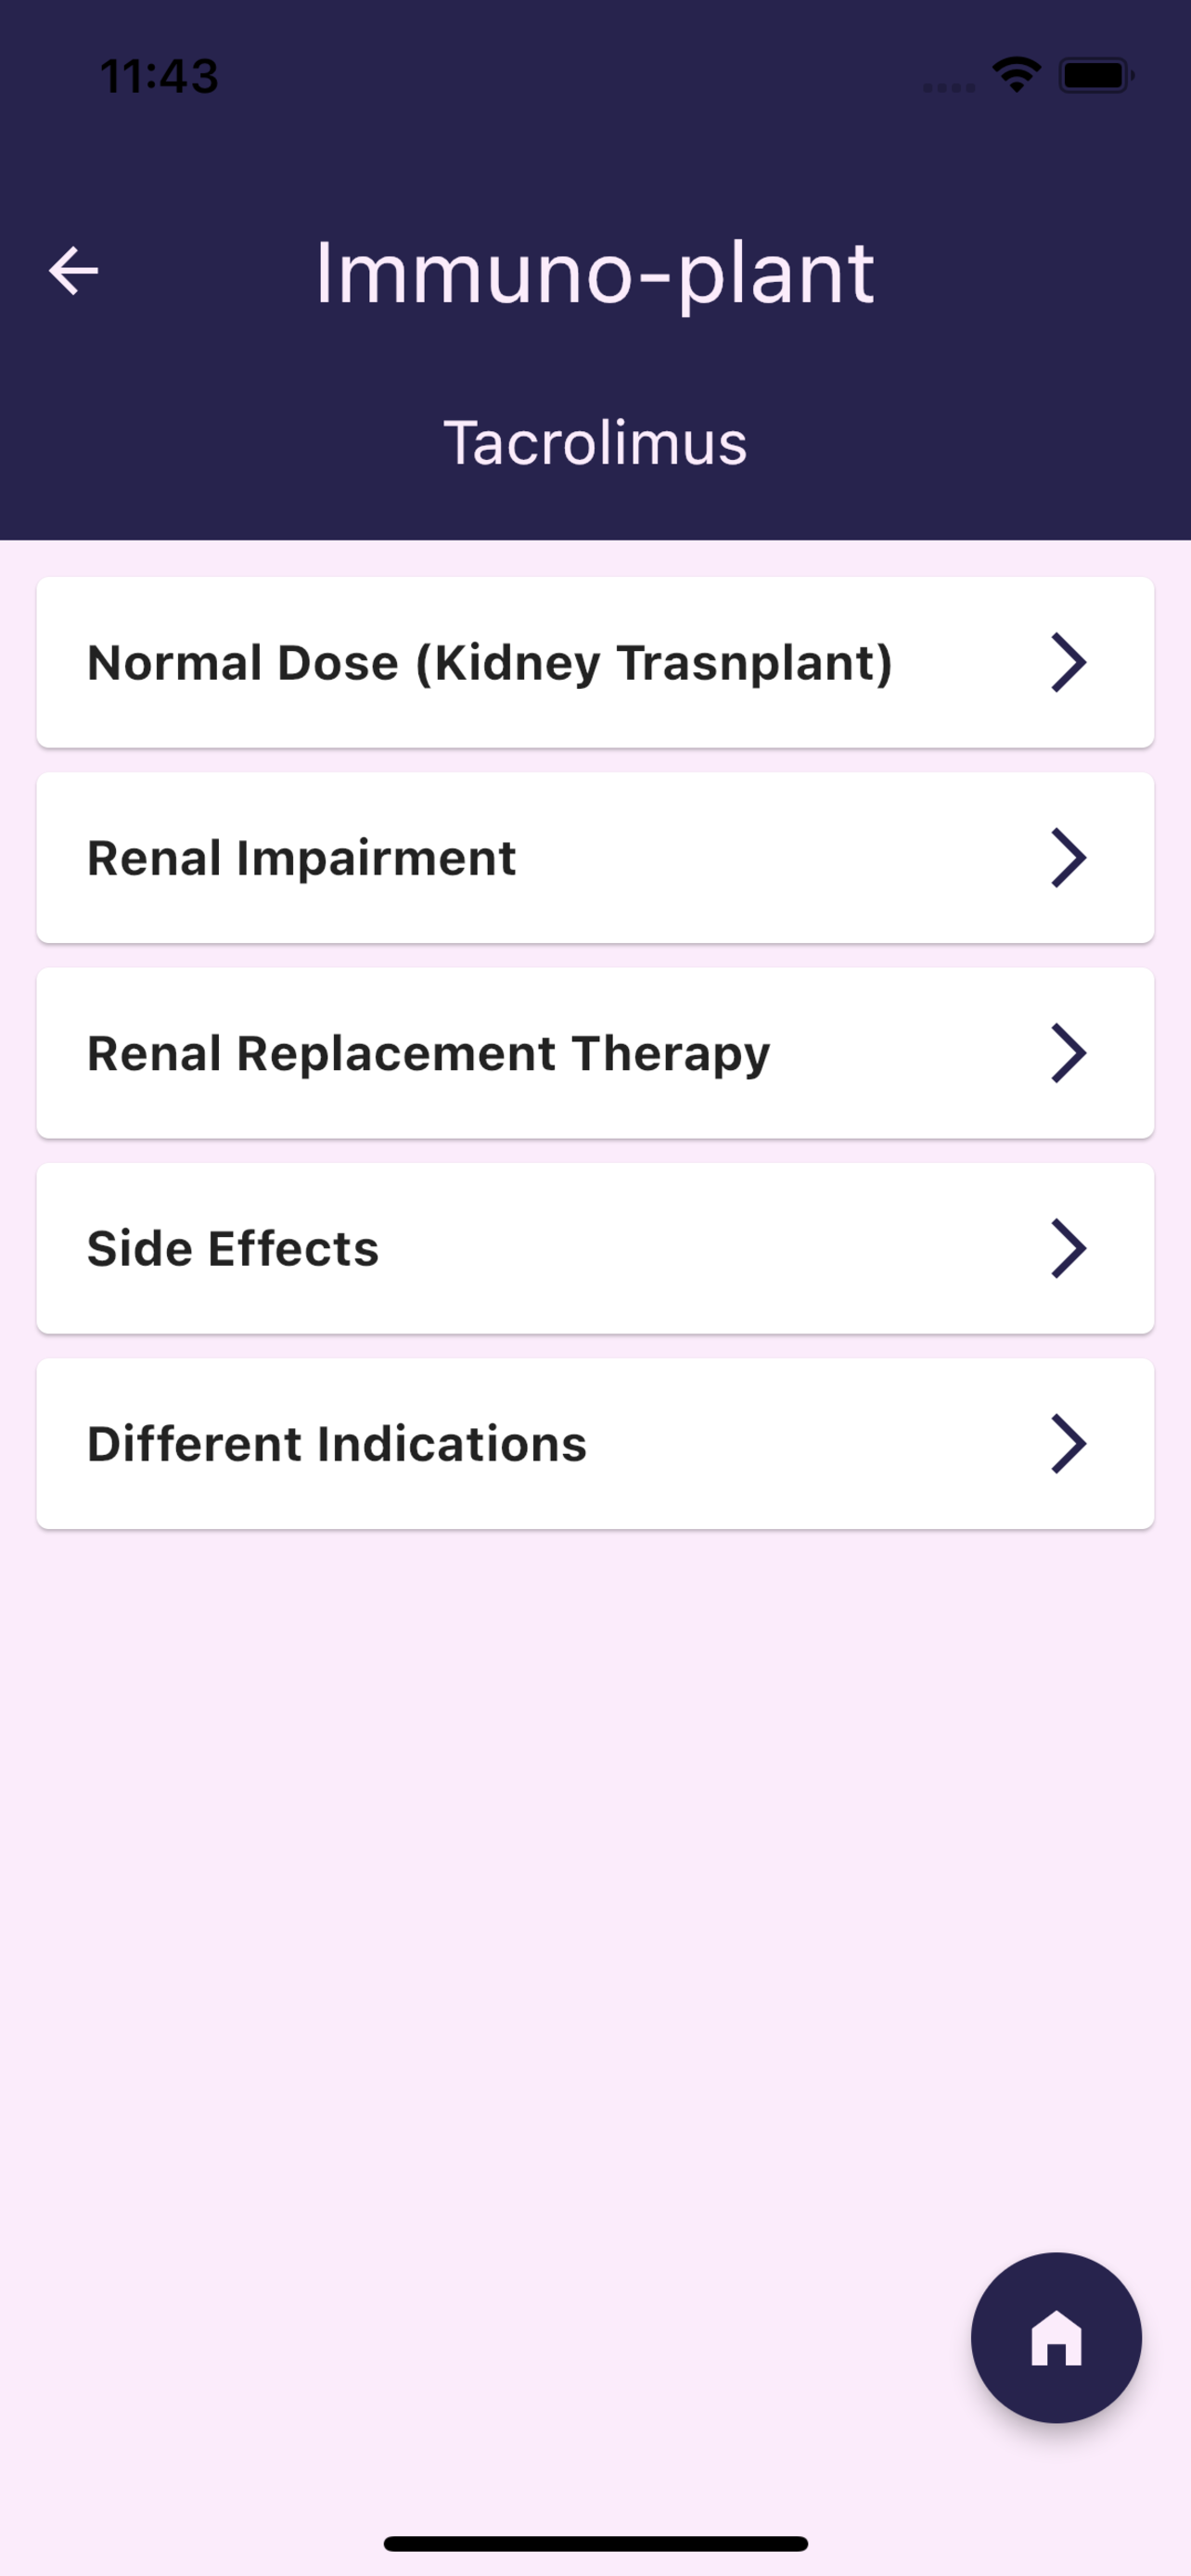 11:43
Immuno-plant
Tacrolimus
Normal Dose (Kidney Trasnplant)
Renal Impairment
Renal Replacement Therapy
Side Effects
Different Indications